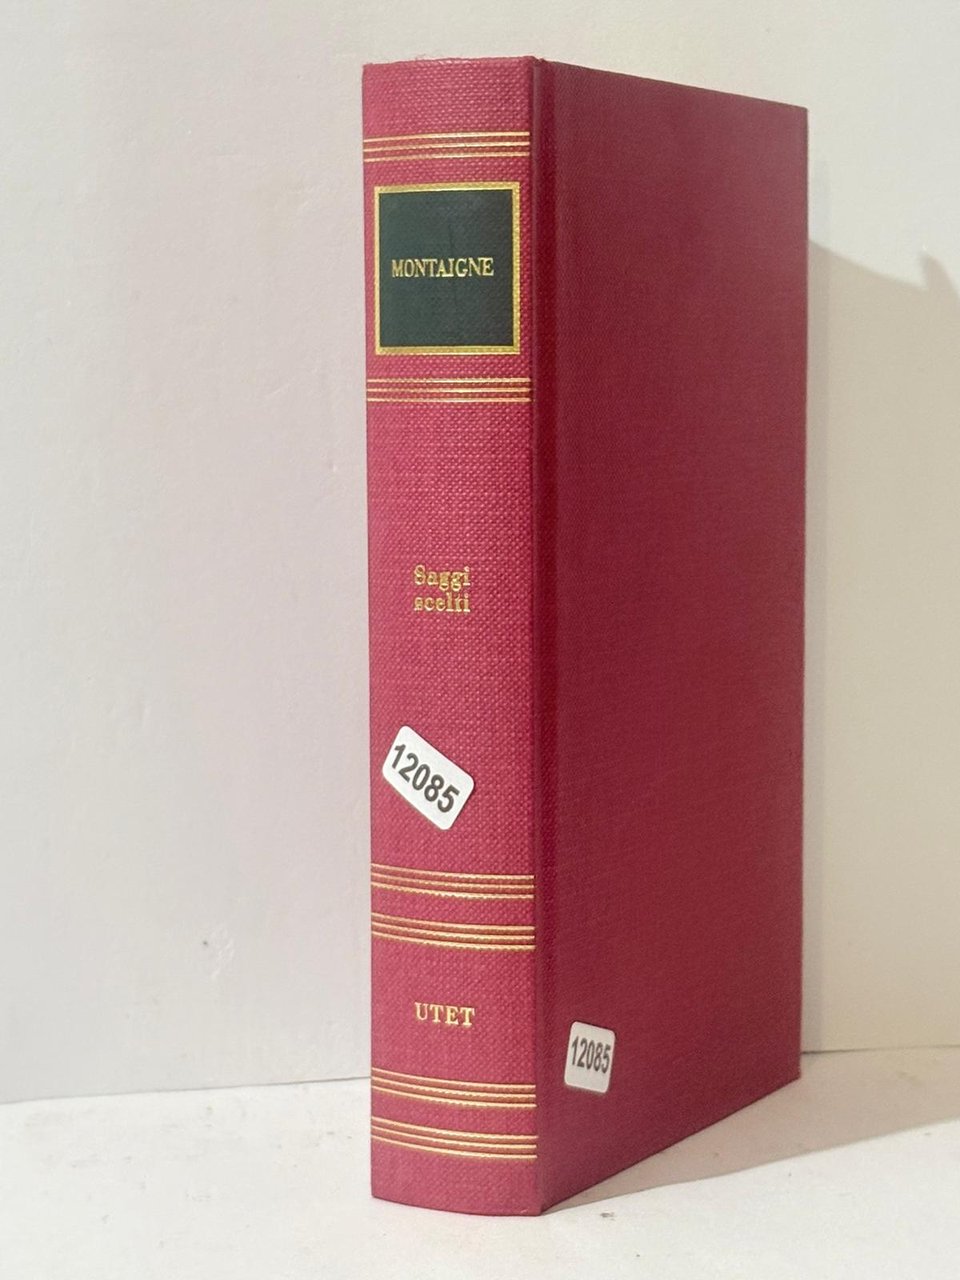 MONTAIGNE
Saggi
scelti
12085
UTET
12085